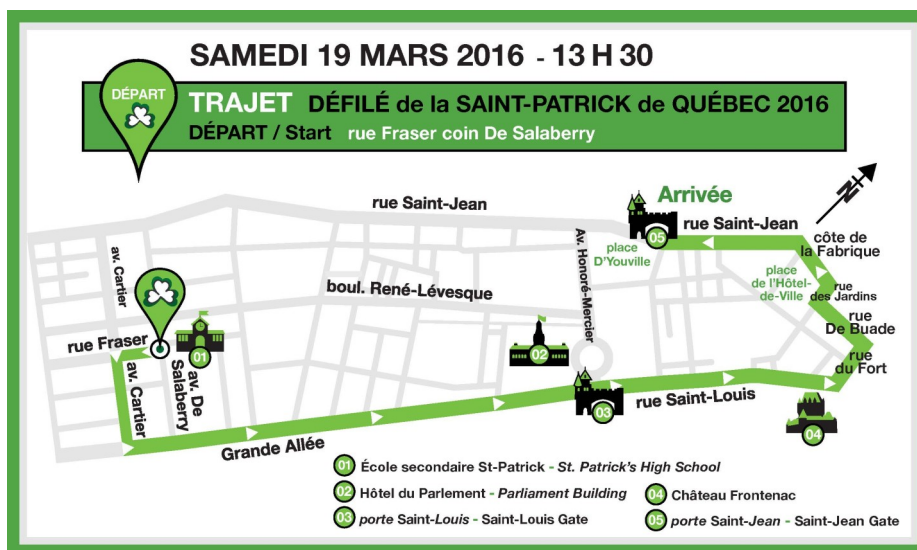 SAMEDI 19 MARS 2016 - 13 H 30
DÉPART
TRAJET DÉFILÉ de la SAINT-PATRICK de QUÉBEC 2016
DÉPART / Start rue Fraser coin De Salaberry
N
rue Saint-Jean
Arrivée
rue Saint-Jean
05
place
D'Youville
côte de
la Fabrique
av. Cartier
Av. Honoré-Mercier
place
de l'Hôtel-
de-Ville
rue
des Jardins
boul. René-Lévesque
rue
De Buade
rue Fraser
01
02
rue
du Fort
av. Cartier
av. De
Salaberry
03
rue Saint-Louis
04
Grande Allée
01 École secondaire St-Patrick - St. Patrick's High School
02 Hôtel du Parlement - Parliament Building
04 Château Frontenac
03 porte Saint-Louis - Saint-Louis Gate
05 porte Saint-Jean - Saint-Jean Gate